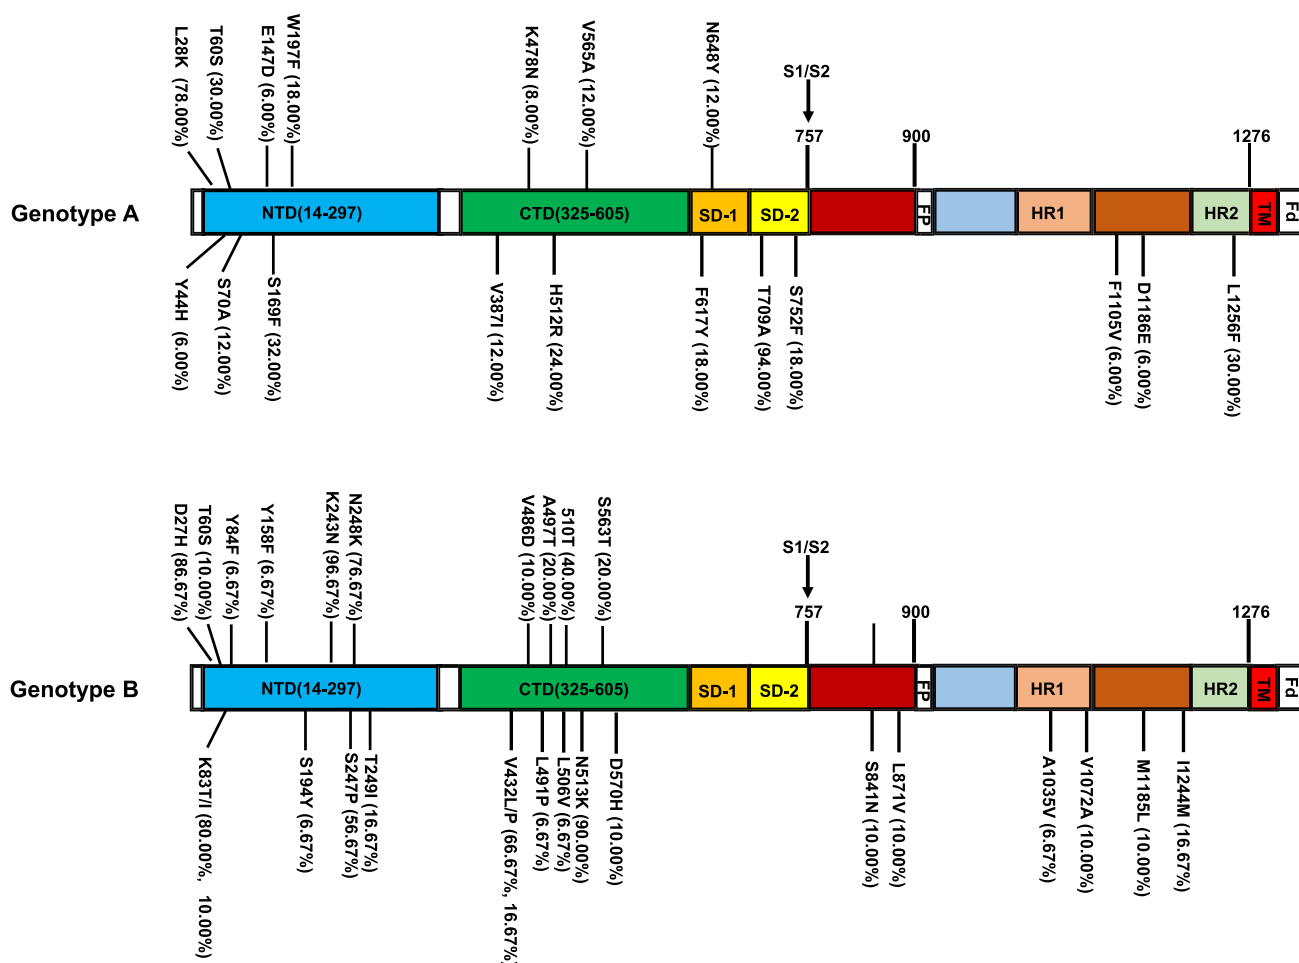 L28K (78.00%)
T60S (30.00%)
E147D (6.00%)
W197F (18.00%)
K478N (8.00%)
V565A (12.00%)
N648Y (12.00%)
S1/S2
757
900
1276
Genotype A
NTD(14-297)
CTD(325-605)
SD-1
SD-2
FP
HR1
HR2
TM
Fd
Y44H (6.00%)
S70A (12.00%)
S169F (32.00%)
V387I (12.00%)
H512R (24.00%)
F617Y (18.00%)
T709A (94.00%)
S752F (18.00%)
F1105V (6.00%)
D1186E (6.00%)
L1256F (30.00%)
D27H (86.67%)
T60S (10.00%)
Y84F (6.67%)
Y158F (6.67%)
K243N (96.67%)
N248K (76.67%)
V486D (10.00%)
A497T (20.00%)
510T (40.00%)
S563T (20.00%)
S1/S2
757
900
1276
Genotype B
NTD(14-297)
CTD(325-605)
SD-1
SD-2
FP
HR1
HR2
TM
Fd
K83T/I (80.00%, 10.00%)
S194Y (6.67%)
S247P (56.67%)
T249I (16.67%)
V432L/P (66.67%, 16.67%)
L491P (6.67%)
L506V (6.67%)
N513K (90.00%)
D570H (10.00%)
S841N (10.00%)
L871V (10.00%)
A1035V (6.67%)
V1072A (10.00%)
M1185L (10.00%)
I1244M (16.67%)